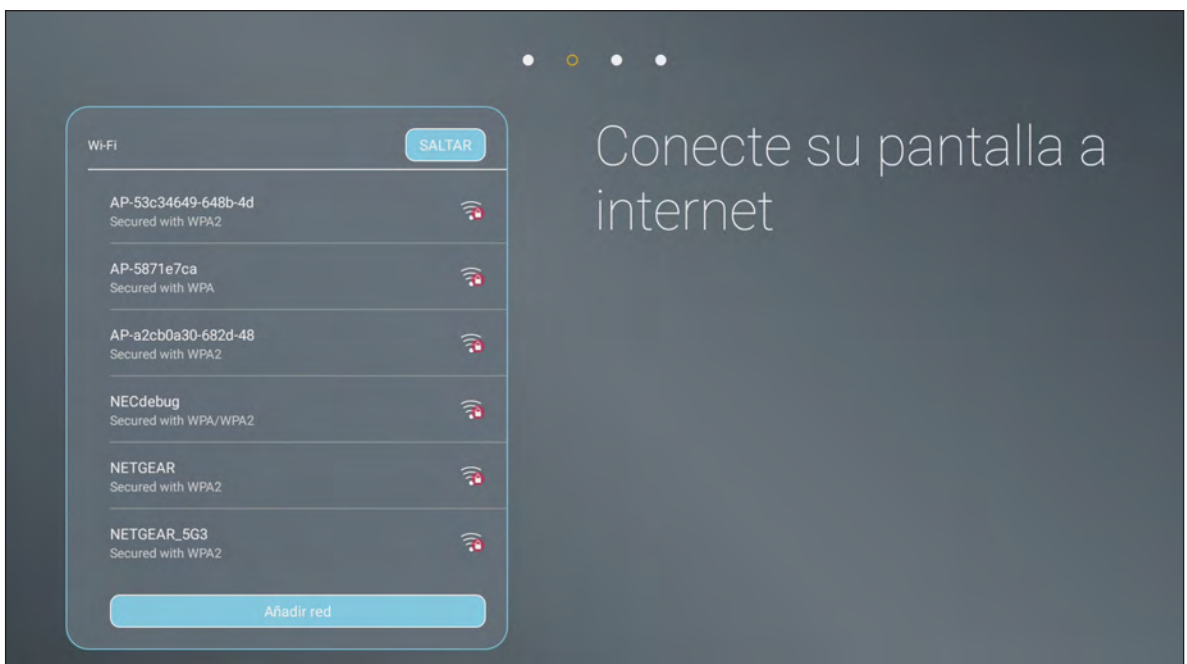 Wi-Fi
SALTAR
AP-53c34649-648b-4d
Secured with WPA2
AP-5871e7ca
Secured with WPA
AP-a2cb0a30-682d-48
Secured with WPA2
NECdebug
Secured with WPA/WPA2
NETGEAR
Secured with WPA2
NETGEAR_5G3
Secured with WPA2
Añadir red
Conecte su pantalla a
internet